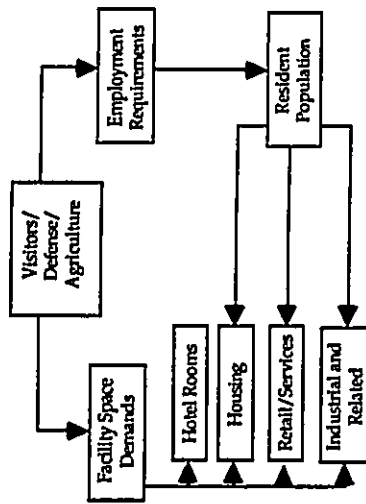 Visitors/
Defense/
Agriculture
Facility Space
Demands
Employment
Requirements
Hotel Rooms
Housing
Retail/Services
Industrial and
Related
Resident
Population